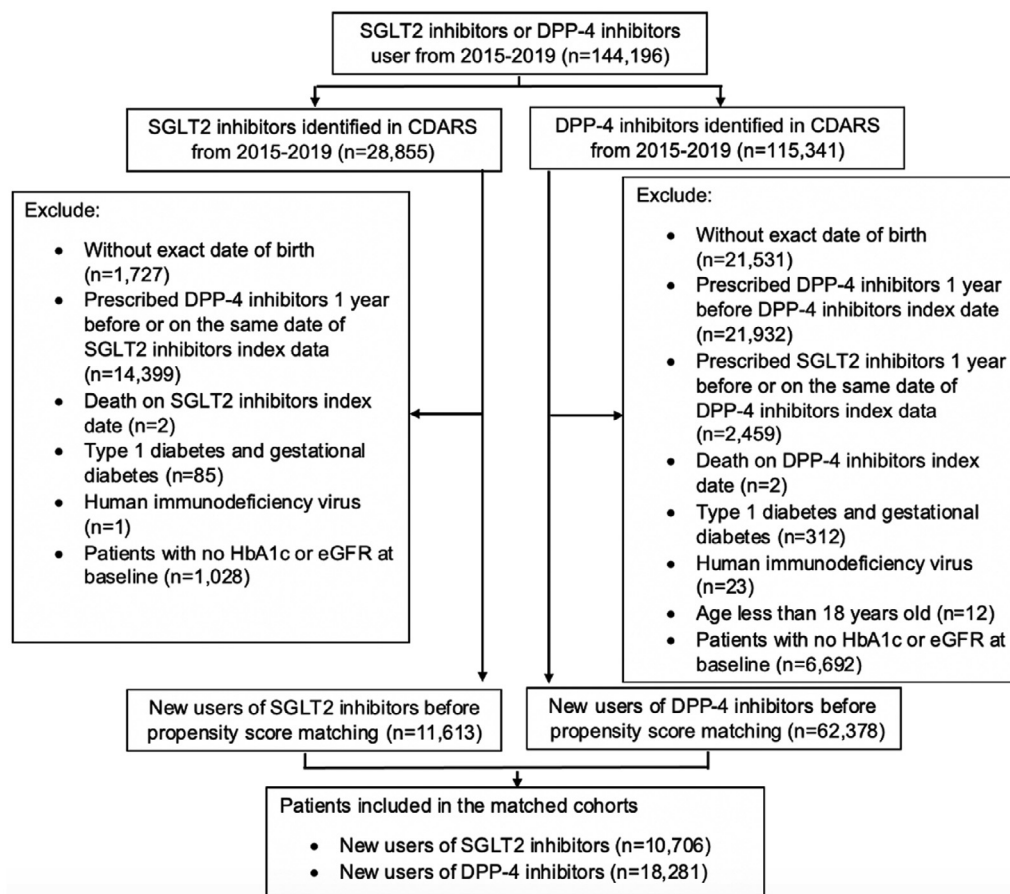 SGLT2 inhibitors or DPP-4 inhibitors
user from 2015-2019 (n=144,196)
SGLT2 inhibitors identified in CDARS
from 2015-2019 (n=28,855)
DPP-4 inhibitors identified in CDARS
from 2015-2019 (n=115,341)
Exclude:
• Without exact date of birth
(n=1,727)
• Prescribed DPP-4 inhibitors 1 year
before or on the same date of
SGLT2 inhibitors index data
(n=14,399)
• Death on SGLT2 inhibitors index
date (n=2)
• Type 1 diabetes and gestational
diabetes (n=85)
• Human immunodeficiency virus
(n=1)
• Patients with no HbA1c or eGFR at
baseline (n=1,028)
Exclude:
• Without exact date of birth
(n=21,531)
• Prescribed DPP-4 inhibitors 1 year
before DPP-4 inhibitors index date
(n=21,932)
• Prescribed SGLT2 inhibitors 1 year
before or on the same date of
DPP-4 inhibitors index data
(n=2,459)
• Death on DPP-4 inhibitors index
date (n=2)
• Type 1 diabetes and gestational
diabetes (n=312)
• Human immunodeficiency virus
(n=23)
• Age less than 18 years old (n=12)
• Patients with no HbA1c or eGFR at
baseline (n=6,692)
New users of SGLT2 inhibitors before
propensity score matching (n=11,613)
New users of DPP-4 inhibitors before
propensity score matching (n=62,378)
Patients included in the matched cohorts
• New users of SGLT2 inhibitors (n=10,706)
• New users of DPP-4 inhibitors (n=18,281)